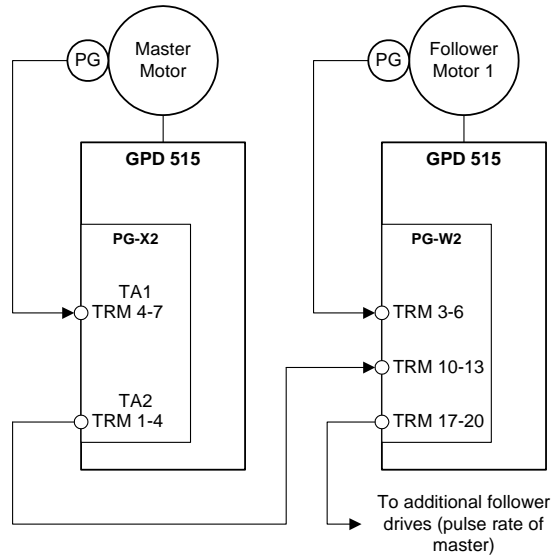 PG
Master
Motor
GPD 515
PG-X2
TA1
TRM 4-7
TA2
TRM 1-4
PG
Follower
Motor 1
GPD 515
PG-W2
TRM 3-6
TRM 10-13
TRM 17-20
To additional follower
drives (pulse rate of
master)